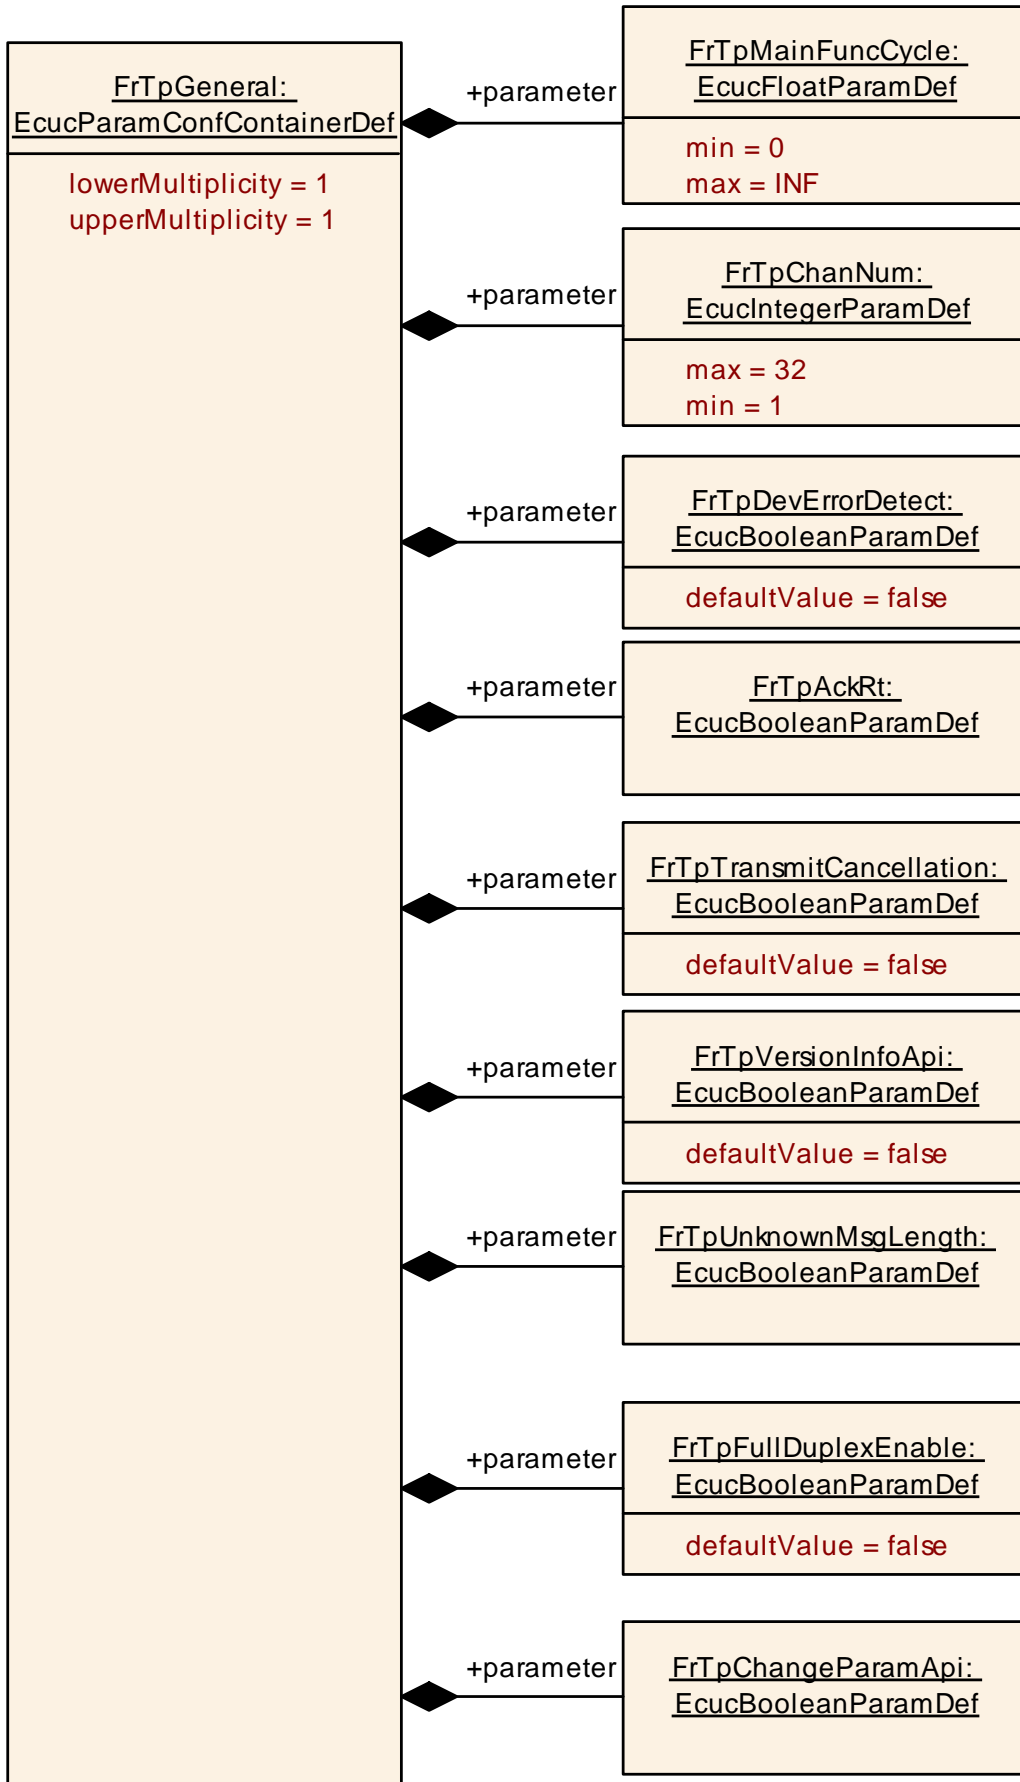 FrTpGeneral:
EcucParamConfContainerDef
lowerMultiplicity = 1
upperMultiplicity = 1
+parameter
FrTpMainFuncCycle:
EcucFloatParamDef
min = 0
max = INF
+parameter
FrTpChanNum:
EcucIntegerParamDef
max = 32
min = 1
+parameter
FrTpDevErrorDetect:
EcucBooleanParamDef
defaultValue = false
+parameter
FrTpAckRt:
EcucBooleanParamDef
+parameter
FrTpTransmitCancellation:
EcucBooleanParamDef
defaultValue = false
+parameter
FrTpVersionInfoApi:
EcucBooleanParamDef
defaultValue = false
+parameter
FrTpUnknownMsgLength:
EcucBooleanParamDef
+parameter
FrTpFullDuplexEnable:
EcucBooleanParamDef
defaultValue = false
+parameter
FrTpChangeParamApi:
EcucBooleanParamDef